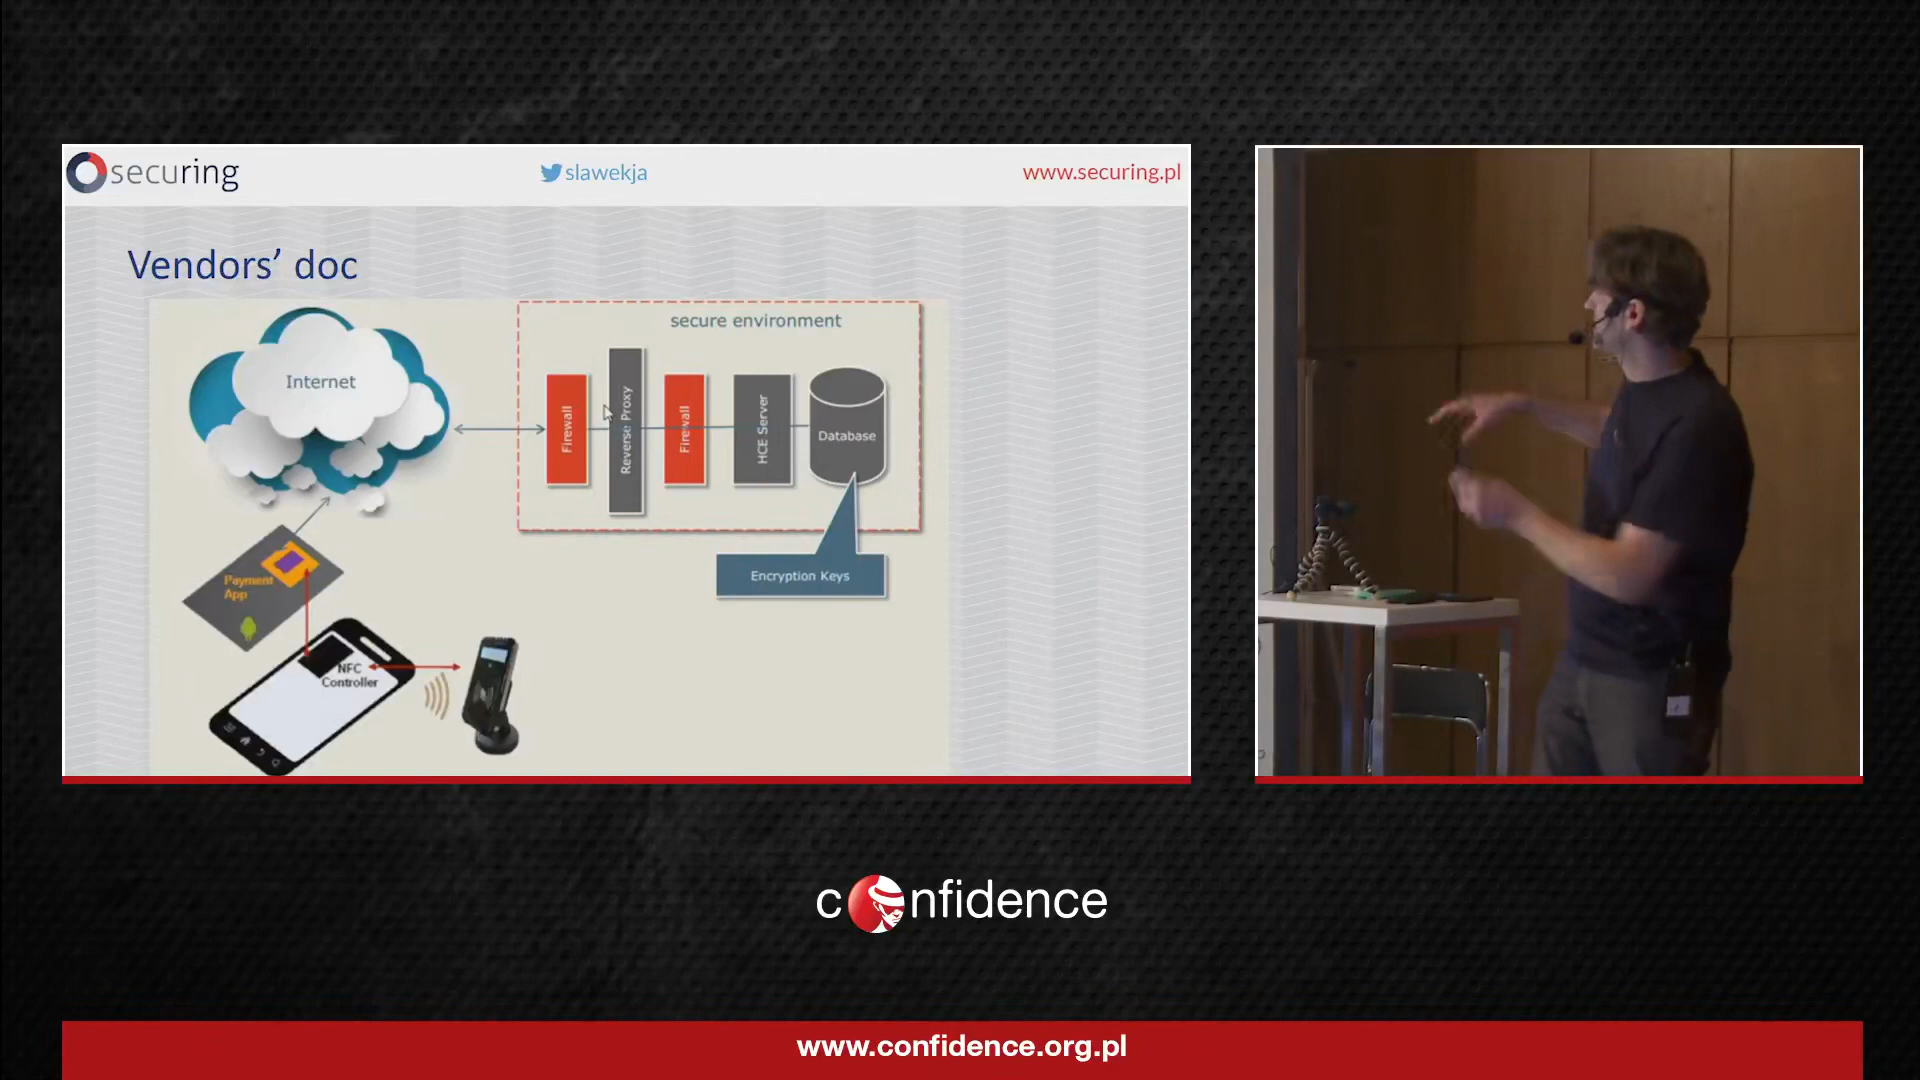 securing
slawekja
www.securing.pl
Vendors’ doc
secure environment
Internet
Firewall
Reverse Proxy
Firewall
HCE Server
Database
Encryption Keys
Payment
App
NFC
Controller
confidence
www.confidence.org.pl